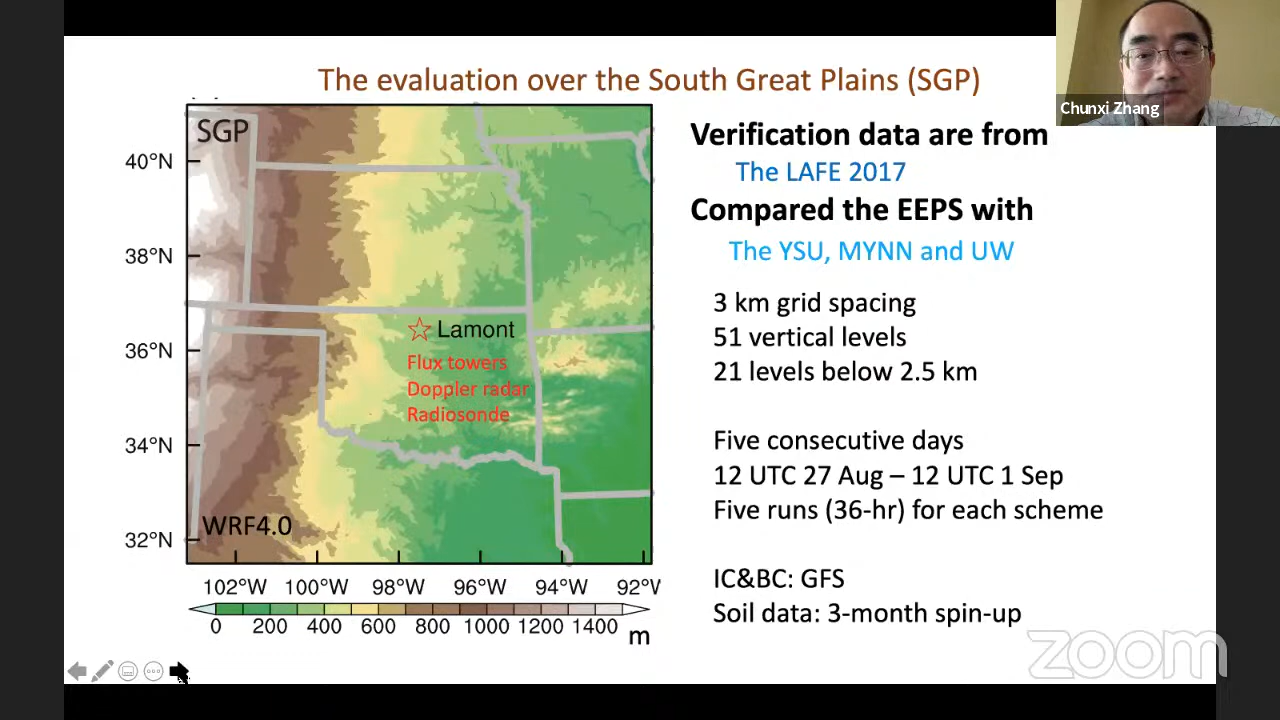 The evaluation over the South Great Plains (SGP)
Chunxi Zhang
SGP
40°N
38°N
36°N
34°N
32°N
Lamont
Flux towers
Doppler radar
Radiosonde
WRF4.0
102°W 100°W 98°W 96°W 94°W 92°W
0 200 400 600 800 1000 1200 1400 m
Verification data are from
The LAFE 2017
Compared the EEPS with
The YSU, MYNN and UW
3 km grid spacing
51 vertical levels
21 levels below 2.5 km
Five consecutive days
12 UTC 27 Aug – 12 UTC 1 Sep
Five runs (36-hr) for each scheme
IC&BC: GFS
Soil data: 3-month spin-up
zoom